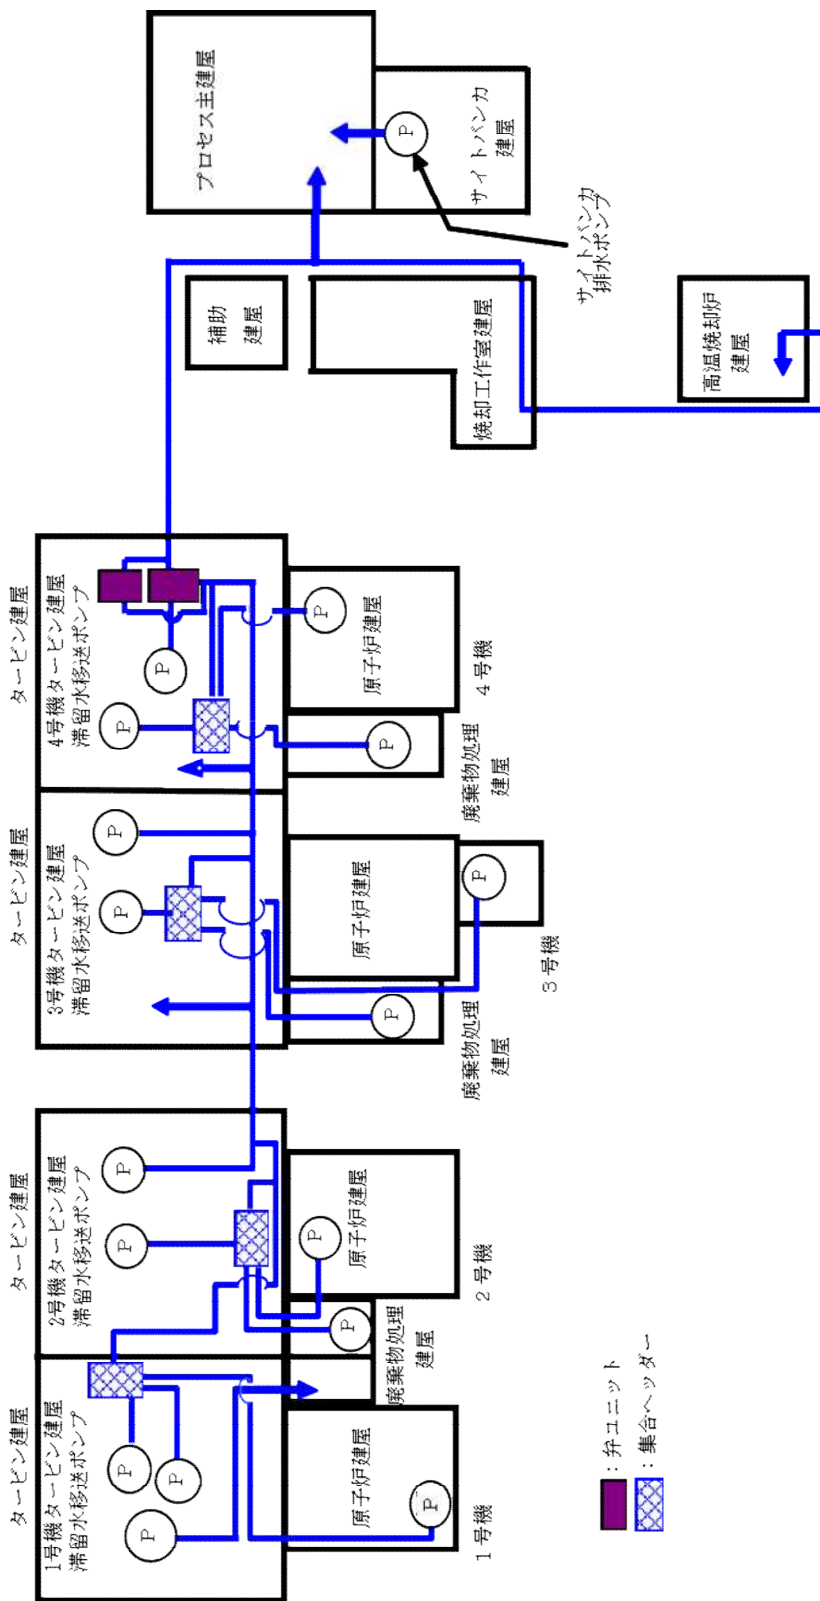 タービン建屋
1号機タービン建屋
滞留水移送ポンプ
P
P
P
原子炉建屋
P
1号機
タービン建屋
2号機タービン建屋
滞留水移送ポンプ
P
P
廃棄物処理
建屋
P
原子炉建屋
P
2号機
タービン建屋
3号機タービン建屋
滞留水移送ポンプ
P
P
廃棄物処理
建屋
P
原子炉建屋
P
3号機
タービン建屋
4号機タービン建屋
滞留水移送ポンプ
P
P
廃棄物処理
建屋
P
原子炉建屋
P
4号機
補助
建屋
焼却工作室建屋
プロセス主建屋
サイトバンカ
建屋
P
サイトバンカ
排水ポンプ
高温焼却炉
建屋
：弁ユニット
：集合ヘッダー